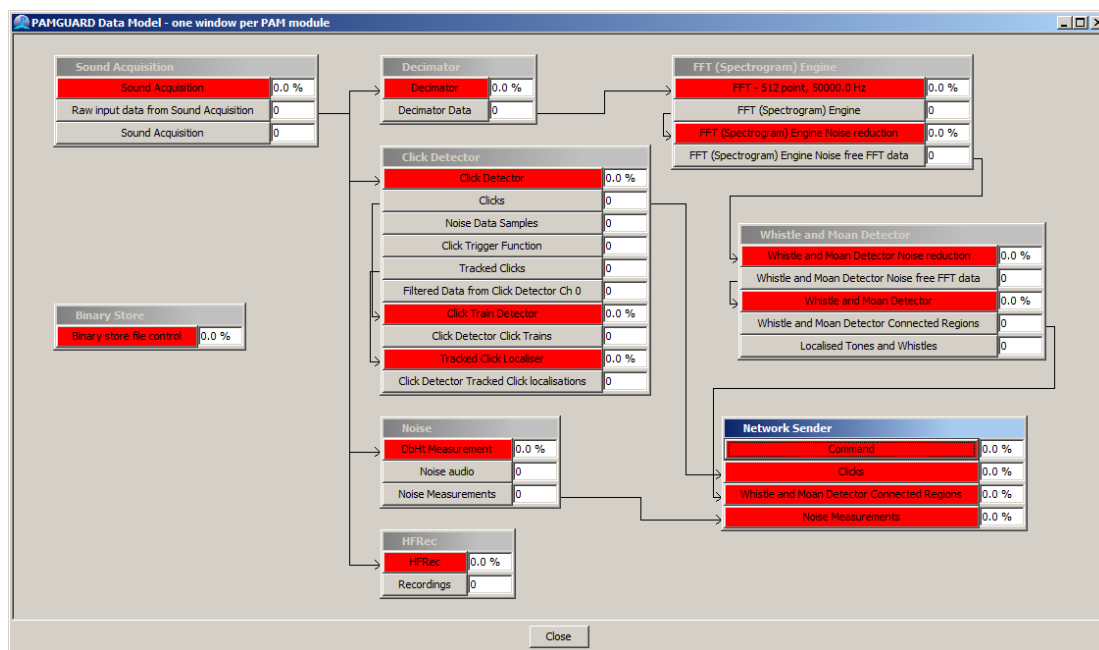 PAMGUARD Data Model - one window per PAM module
Sound Acquisition
Sound Acquisition 0.0 %
Raw input data from Sound Acquisition 0
Sound Acquisition 0
Decimator
Decimator 0.0 %
Decimator Data 0
FFT (Spectrogram) Engine
FFT - 512 point, 50000.0 Hz 0.0 %
FFT (Spectrogram) Engine 0
FFT (Spectrogram) Engine Noise reduction 0.0 %
FFT (Spectrogram) Engine Noise free FFT data 0
Click Detector
Click Detector 0.0 %
Clicks 0
Noise Data Samples 0
Click Trigger Function 0
Tracked Clicks 0
Filtered Data from Click Detector Ch 0 0
Click Train Detector 0.0 %
Click Detector Click Trains 0
Tracked Click Localiser 0.0 %
Click Detector Tracked Click localisations 0
Whistle and Moan Detector
Whistle and Moan Detector Noise reduction 0.0 %
Whistle and Moan Detector Noise free FFT data 0
Whistle and Moan Detector 0.0 %
Whistle and Moan Detector Connected Regions 0
Localised Tones and Whistles 0
Binary Store
Binary store file control 0.0 %
Noise
DbHt Measurement 0.0 %
Noise audio 0
Noise Measurements 0
Network Sender
Command 0.0 %
Clicks 0.0 %
Whistle and Moan Detector Connected Regions 0.0 %
Noise Measurements 0.0 %
HFRec
HFRec 0.0 %
Recordings 0
Close